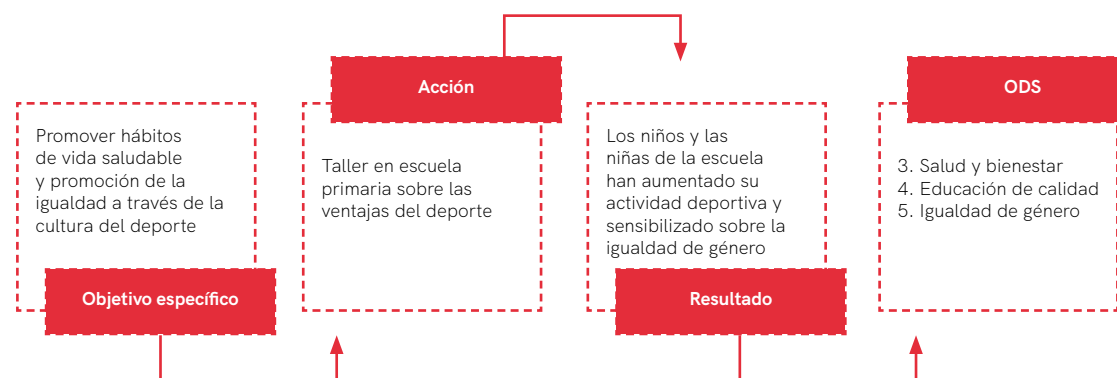 Promover hábitos
de vida saludable
y promoción de la
igualdad a través de la
cultura del deporte
Objetivo específico
Acción
Taller en escuela
primaria sobre las
ventajas del deporte
Los niños y las
niñas de la escuela
han aumentado su
actividad deportiva y
sensibilizado sobre la
igualdad de género
Resultado
ODS
3. Salud y bienestar
4. Educación de calidad
5. Igualdad de género